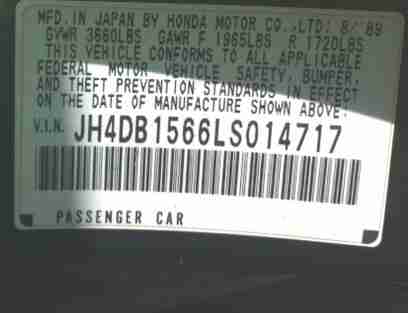 MFD.IN JAPAN BY HONDA MOTOR CO.,LTD: 8/'89
GVWR 3660LBS GAWR F 1965LBS R 1720LBS
THIS VEHICLE CONFORMS TO ALL APPLICABLE
FEDERAL MOTOR VEHICLE SAFETY, BUMPER,
AND THEFT PREVENTION STANDARDS IN EFFECT
ON THE DATE OF MANUFACTURE SHOWN ABOVE.
V.I.N. JH4DB1566LS014717
PASSENGER CAR